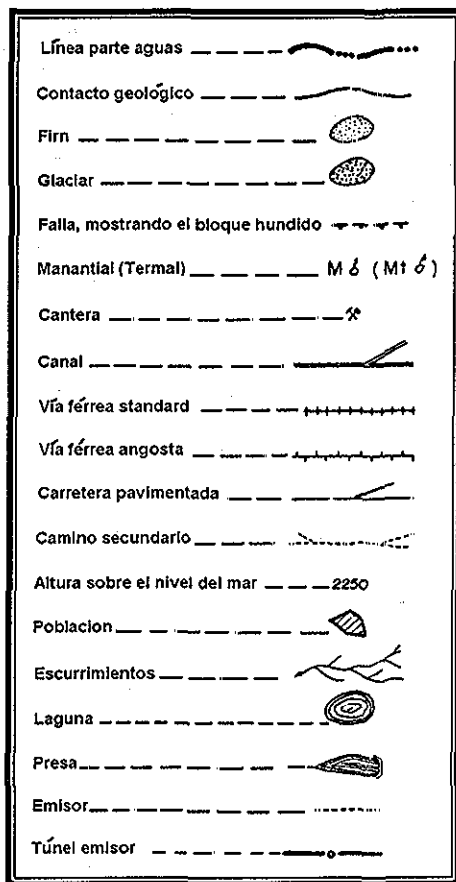 Línea parte aguas
Contacto geológico
Firn
Glaciar
Falla, mostrando el bloque hundido
Manantial (Termal) M (Mt)
Cantera
Canal
Vía férrea standard
Vía férrea angosta
Carretera pavimentada
Camino secundario
Altura sobre el nivel del mar 2250
Poblacion
Escurrimientos
Laguna
Presa
Emisor
Túnel emisor